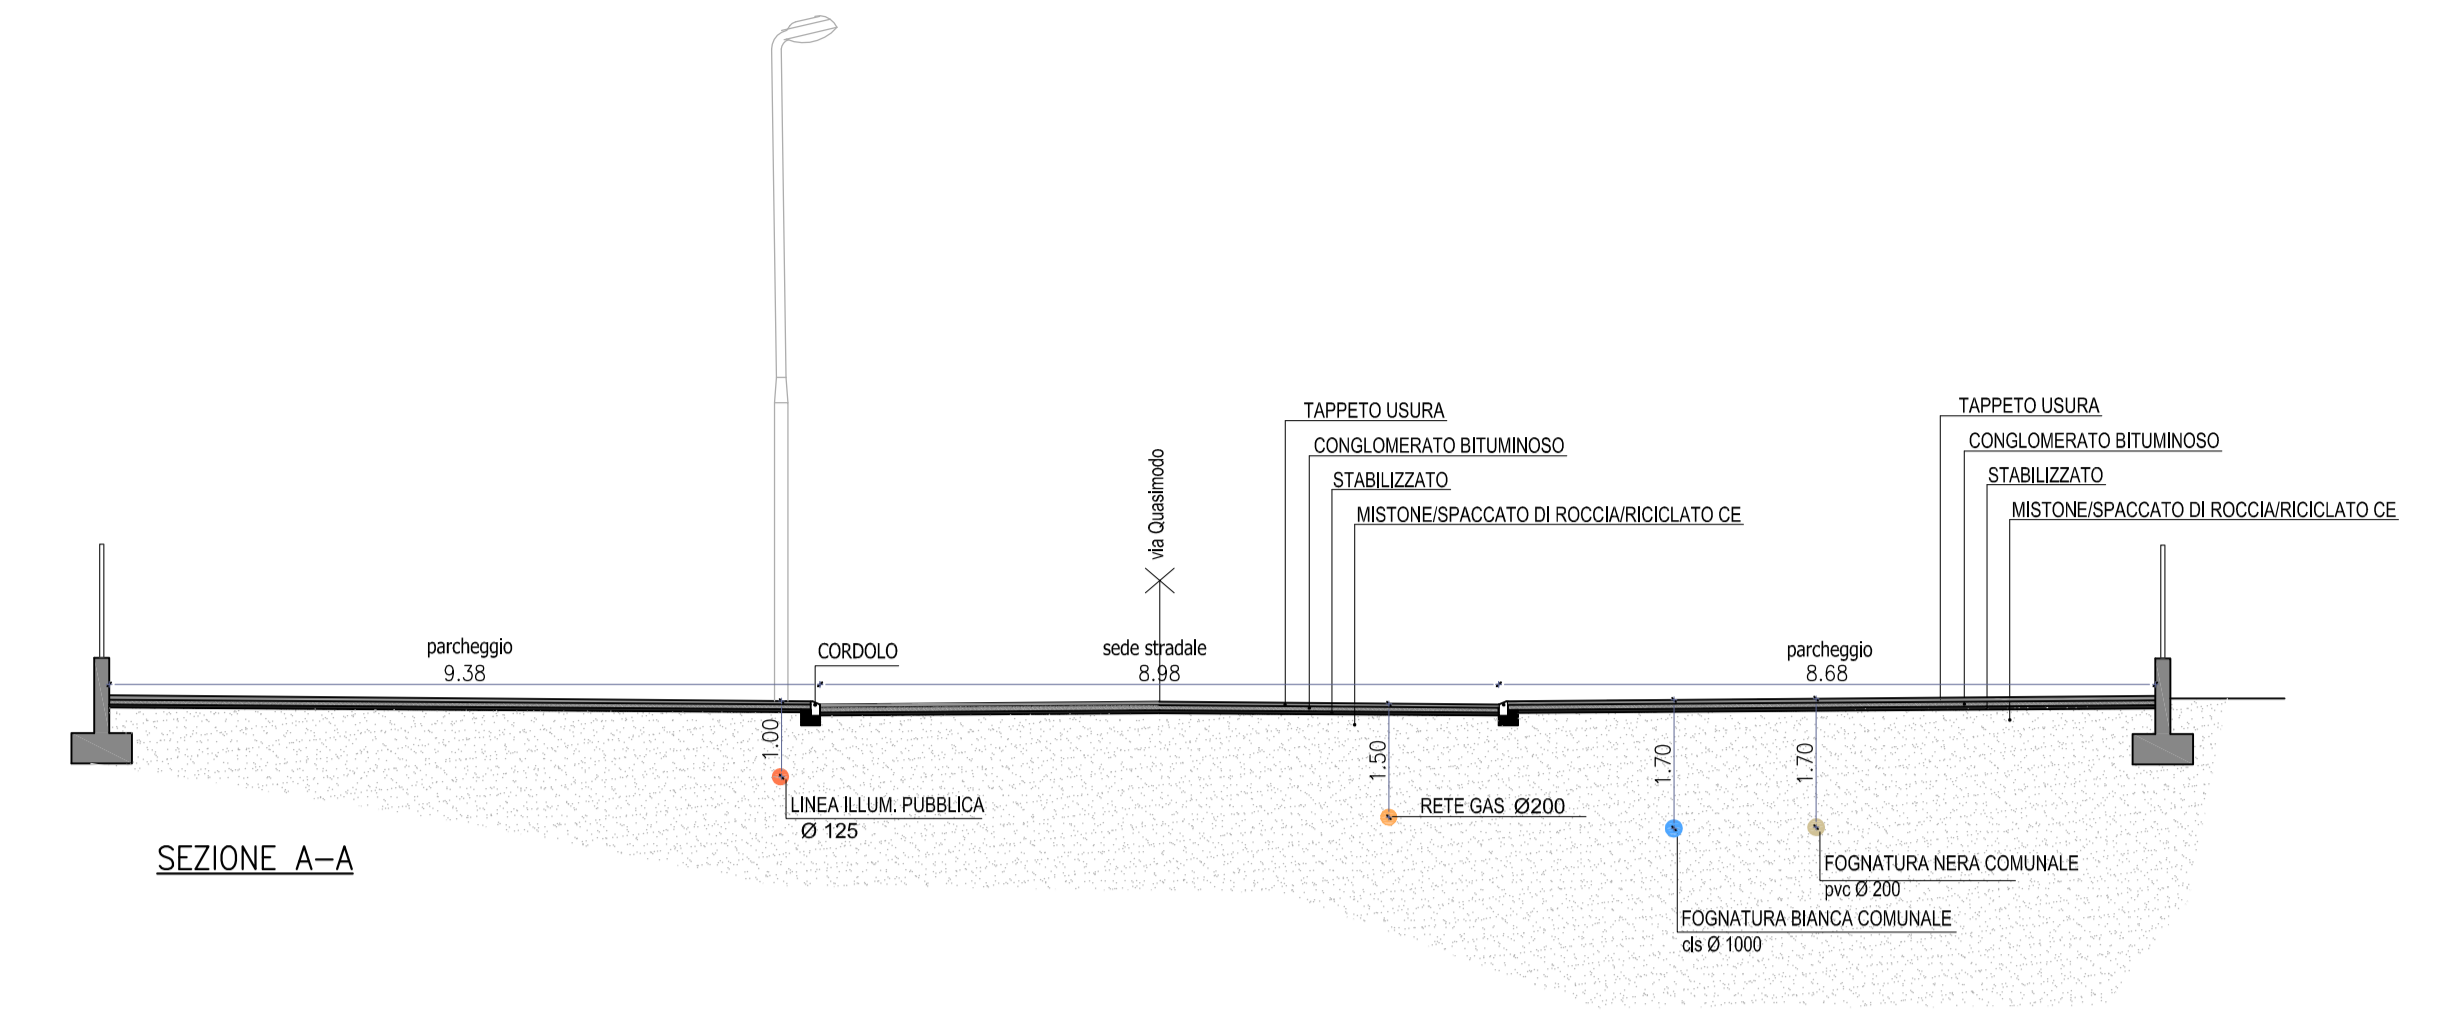 TAPPETO USURA
CONGLOMERATO BITUMINOSO
STABILIZZATO
MISTONE/SPACCATO DI ROCCIA/RICICLATO CE
TAPPETO USURA
CONGLOMERATO BITUMINOSO
STABILIZZATO
MISTONE/SPACCATO DI ROCCIA/RICICLATO CE
via Quasimodo
parcheggio
9.38
CORDOLO
sede stradale
8.98
parcheggio
8.68
1.00
1.50
1.70
1.70
LINEA ILLUM. PUBBLICA
Ø 125
RETE GAS Ø200
FOGNATURA NERA COMUNALE
pvc Ø 200
FOGNATURA BIANCA COMUNALE
cls Ø 1000
SEZIONE A-A